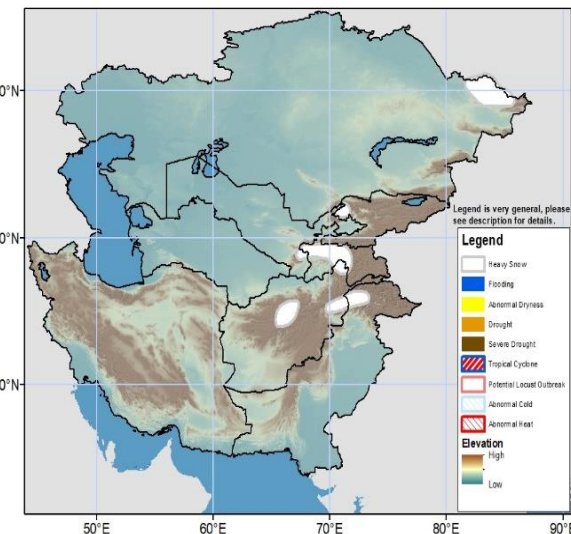 0°N
0°N
Legend is very general, please
see description for details.
Legend
Heavy Snow
Flooding
Abnormal Dryness
Drought
Severe Drought
Tropical Cyclone
Potential Locust Outbreak
Abnormal Cold
Abnormal Heat
0°N
Elevation
High
Low
50°E
60°E
70°E
80°E
90°E